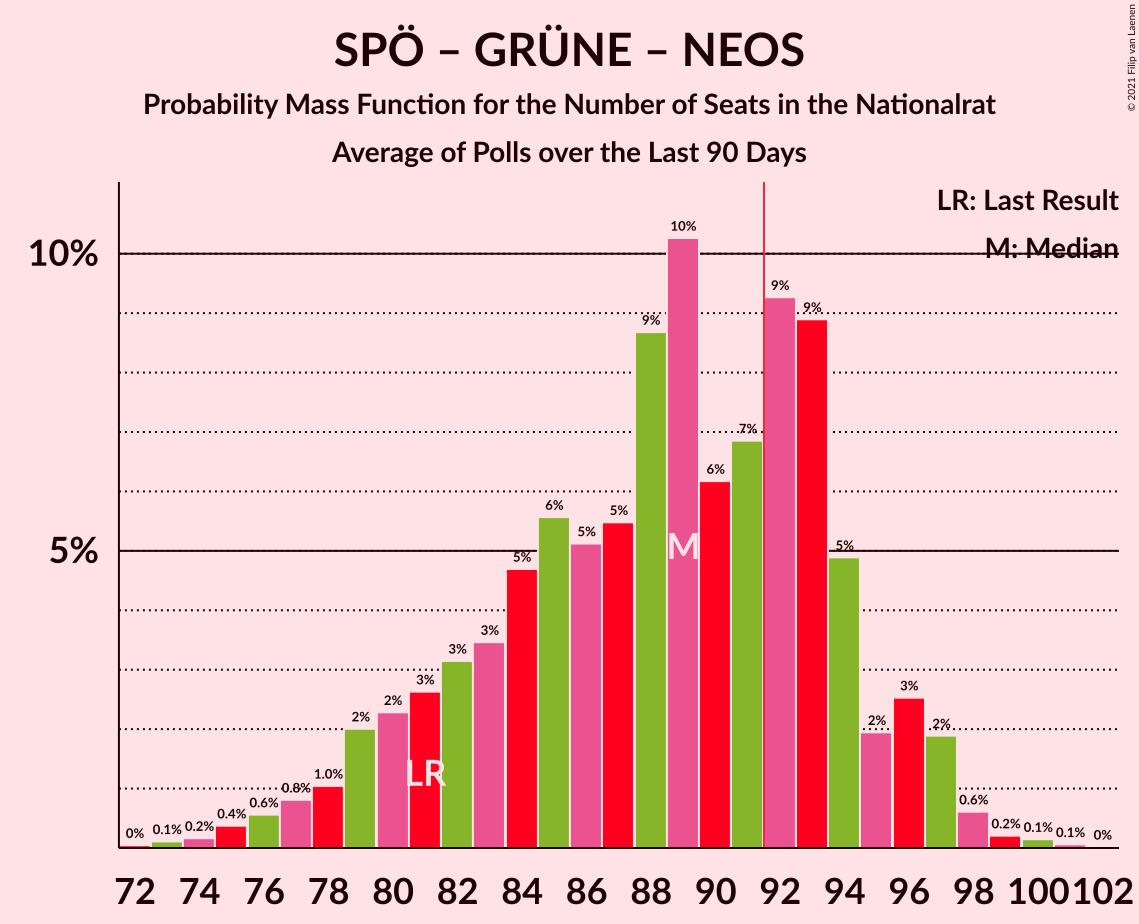 SPÖ – GRÜNE – NEOS
Probability Mass Function for the Number of Seats in the Nationalrat
Average of Polls over the Last 90 Days
© 2021 Filip van Laenen
LR: Last Result
M: Median
10%
5%
0% 0.1% 0.2% 0.4% 0.6% 0.8% 1.0% 2% 2% 3% 3% 3% 5% 6% 5% 5% 9% 10% 6% 7% 9% 9% 5% 2% 3% 2% 0.6% 0.2% 0.1% 0.1% 0%
M
LR
72 74 76 78 80 82 84 86 88 90 92 94 96 98 100 102